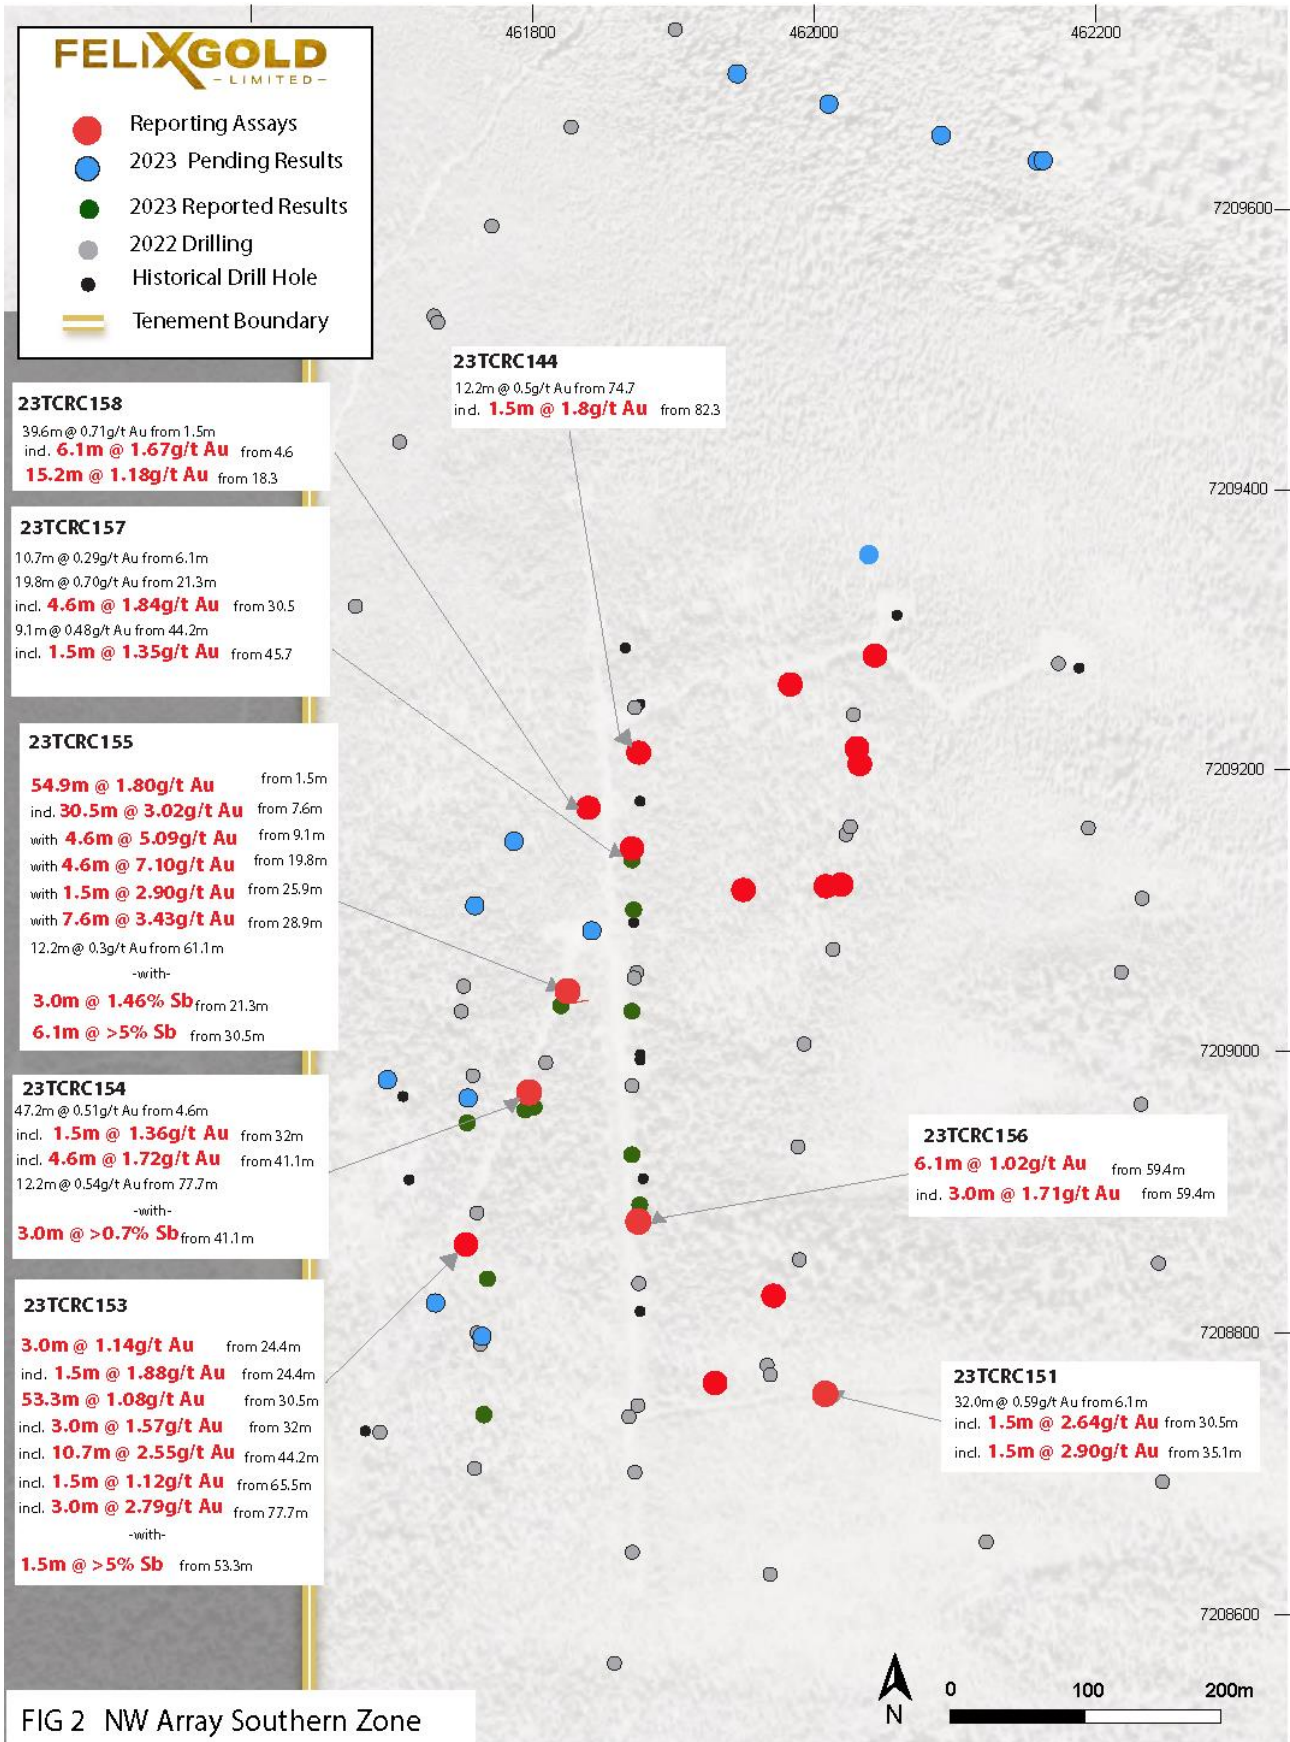 461800
462000
462200
FELIXGOLD
-LIMITED-
Reporting Assays
2023 Pending Results
2023 Reported Results
2022 Drilling
Historical Drill Hole
Tenement Boundary
7209600
7209400
7209200
7209000
7208800
7208600
23TCRC144
12.2m @ 0.5g/t Au from 74.7
incl. 1.5m @ 1.8g/t Au from 82.3
23TCRC158
39.6m @ 0.71g/t Au from 1.5m
incl. 6.1m @ 1.67g/t Au from 4.6
15.2m @ 1.18g/t Au from 18.3
23TCRC157
10.7m @ 0.29g/t Au from 6.1m
19.8m @ 0.70g/t Au from 21.3m
incl. 4.6m @ 1.84g/t Au from 30.5
9.1m @ 0.48g/t Au from 44.2m
incl. 1.5m @ 1.35g/t Au from 45.7
23TCRC155
54.9m @ 1.80g/t Au from 1.5m
incl. 30.5m @ 3.02g/t Au from 7.6m
with 4.6m @ 5.09g/t Au from 9.1m
with 4.6m @ 7.10g/t Au from 19.8m
with 1.5m @ 2.90g/t Au from 25.9m
with 7.6m @ 3.43g/t Au from 28.9m
12.2m @ 0.3g/t Au from 61.1m
-with-
3.0m @ 1.46% Sb from 21.3m
6.1m @ >5% Sb from 30.5m
23TCRC154
47.2m @ 0.51g/t Au from 4.6m
incl. 1.5m @ 1.36g/t Au from 32m
incl. 4.6m @ 1.72g/t Au from 41.1m
12.2m @ 0.54g/t Au from 77.7m
-with-
3.0m @ >0.7% Sb from 41.1m
23TCRC153
3.0m @ 1.14g/t Au from 24.4m
incl. 1.5m @ 1.88g/t Au from 24.4m
53.3m @ 1.08g/t Au from 30.5m
incl. 3.0m @ 1.57g/t Au from 32m
incl. 10.7m @ 2.55g/t Au from 44.2m
incl. 1.5m @ 1.12g/t Au from 65.5m
incl. 3.0m @ 2.79g/t Au from 77.7m
-with-
1.5m @ >5% Sb from 53.3m
23TCRC156
6.1m @ 1.02g/t Au from 59.4m
incl. 3.0m @ 1.71g/t Au from 59.4m
23TCRC151
32.0m @ 0.59g/t Au from 6.1m
incl. 1.5m @ 2.64g/t Au from 30.5m
incl. 1.5m @ 2.90g/t Au from 35.1m
N
0 100 200m
FIG 2 NW Array Southern Zone